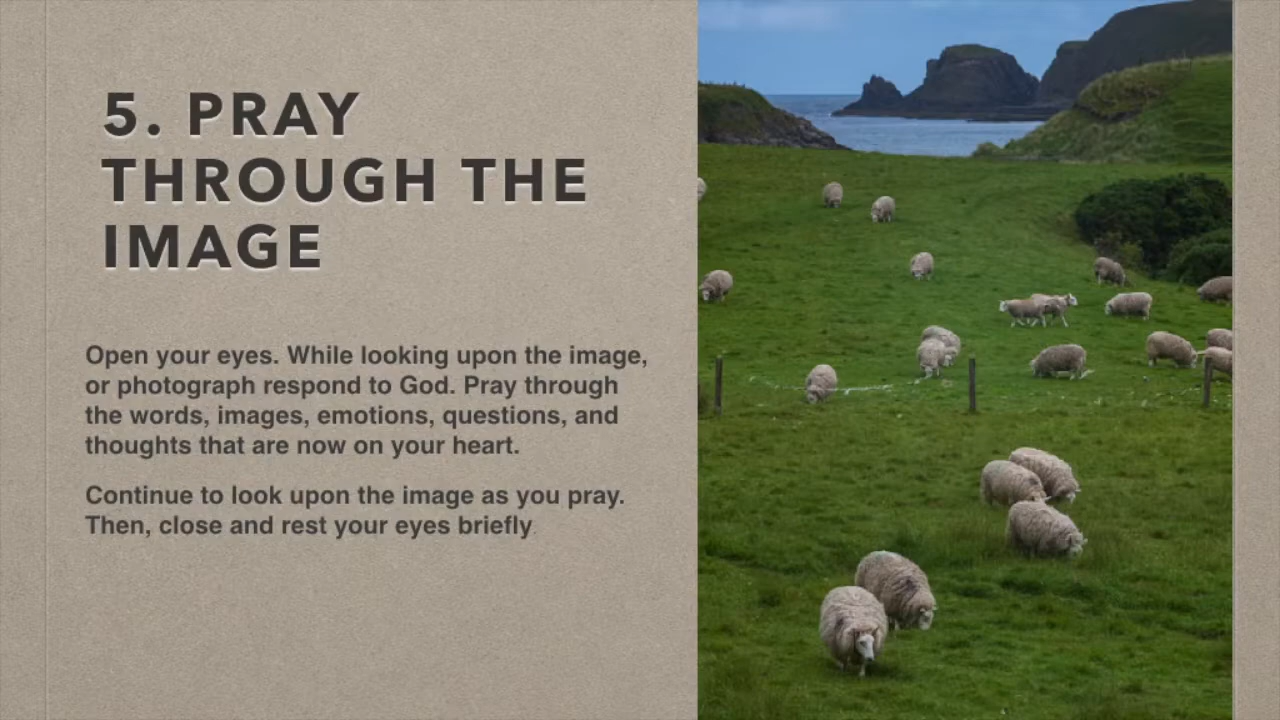 5. PRAY
THROUGH THE
IMAGE
Open your eyes. While looking upon the image,
or photograph respond to God. Pray through
the words, images, emotions, questions, and
thoughts that are now on your heart.
Continue to look upon the image as you pray.
Then, close and rest your eyes briefly.